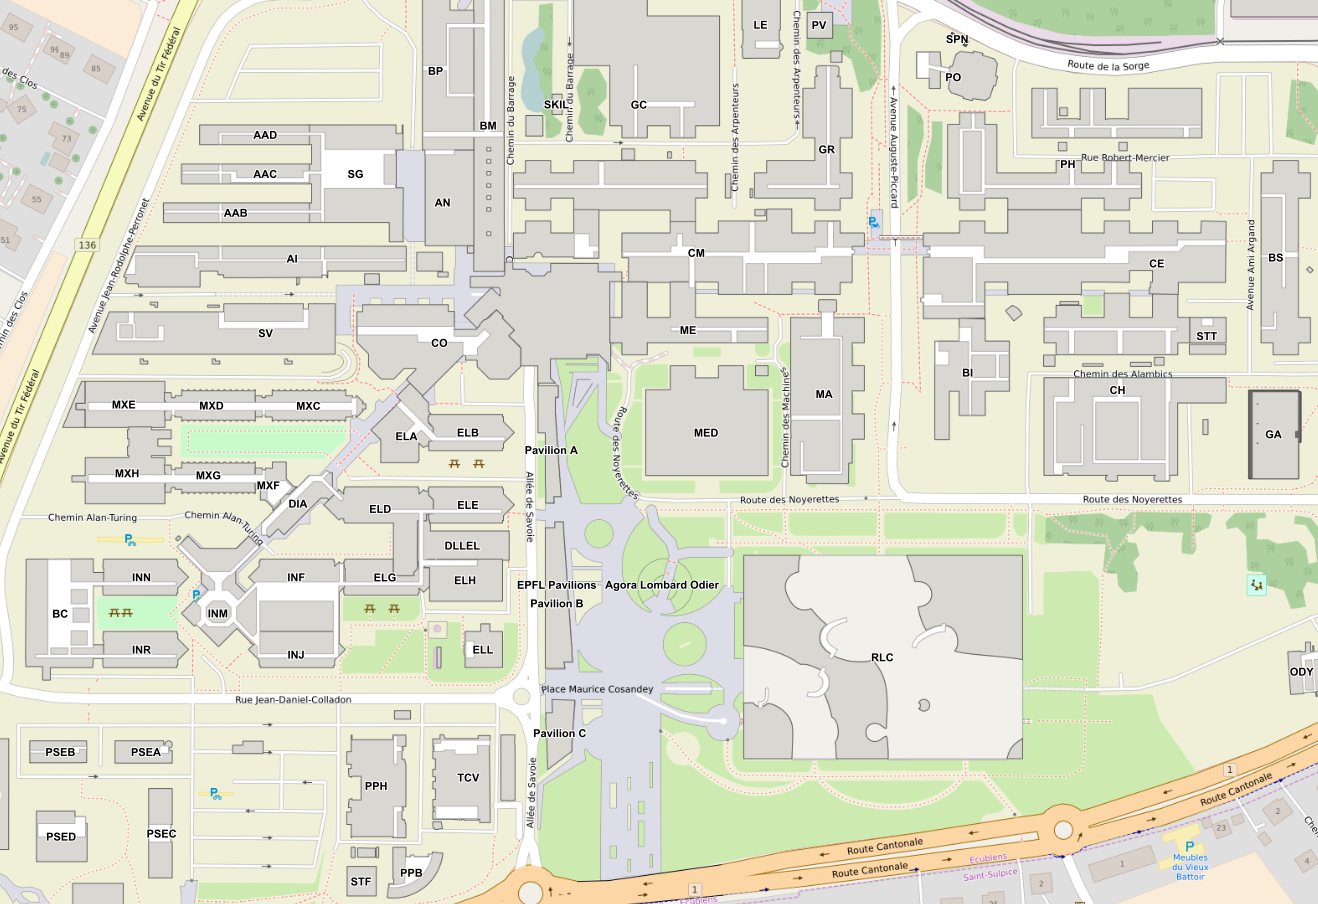 LE
PV
SPN
Route de la Sorge
95
98
89
85
des Clos
75
73
55
51
Avenue du Tir Fédéral
BP
BM
SKIL
GC
PO
Chemin du Barrage
Chemin du Barrage
Chemin des Arpenteurs
Chemin des Arpenteurs
Avenue Auguste-Piccard
AAD
AAC
SG
AAB
AN
GR
PH
Rue Robert-Mercier
136
Avenue Jean-Rodolphe-Perronet
AI
CM
CE
BS
Avenue Ami Argand
SV
CO
ME
STT
min des Clos
BI
MA
CH
Chemin des Alambics
MXE
MXD
MXC
ELA
ELB
Route des Noyerettes
MED
Chemin des Machines
GA
Avenue du Tir Fédéral
Pavilion A
MXH
MXG
MXF
DIA
ELD
ELE
Allée de Savoie
Route des Noyerettes
Route des Noyerettes
Chemin Alan-Turing
Chemin Alan-Turing
DLLEL
INN
INF
ELG
ELH
EPFL Pavilions
Agora Lombard Odier
Pavilion B
BC
INM
INR
INJ
ELL
RLC
ODY
Place Maurice Cosandey
Rue Jean-Daniel-Colladon
Pavilion C
PSEB
PSEA
PPH
TCV
Allée de Savoie
1
Route Cantonale
PSED
PSEC
23
2
Route Cantonale
Route Cantonale
Ecublens
Saint-Sulpice
1
2
4
P
Meubles
du Vieux
Battoir
STF
PPB
1
Ecublens